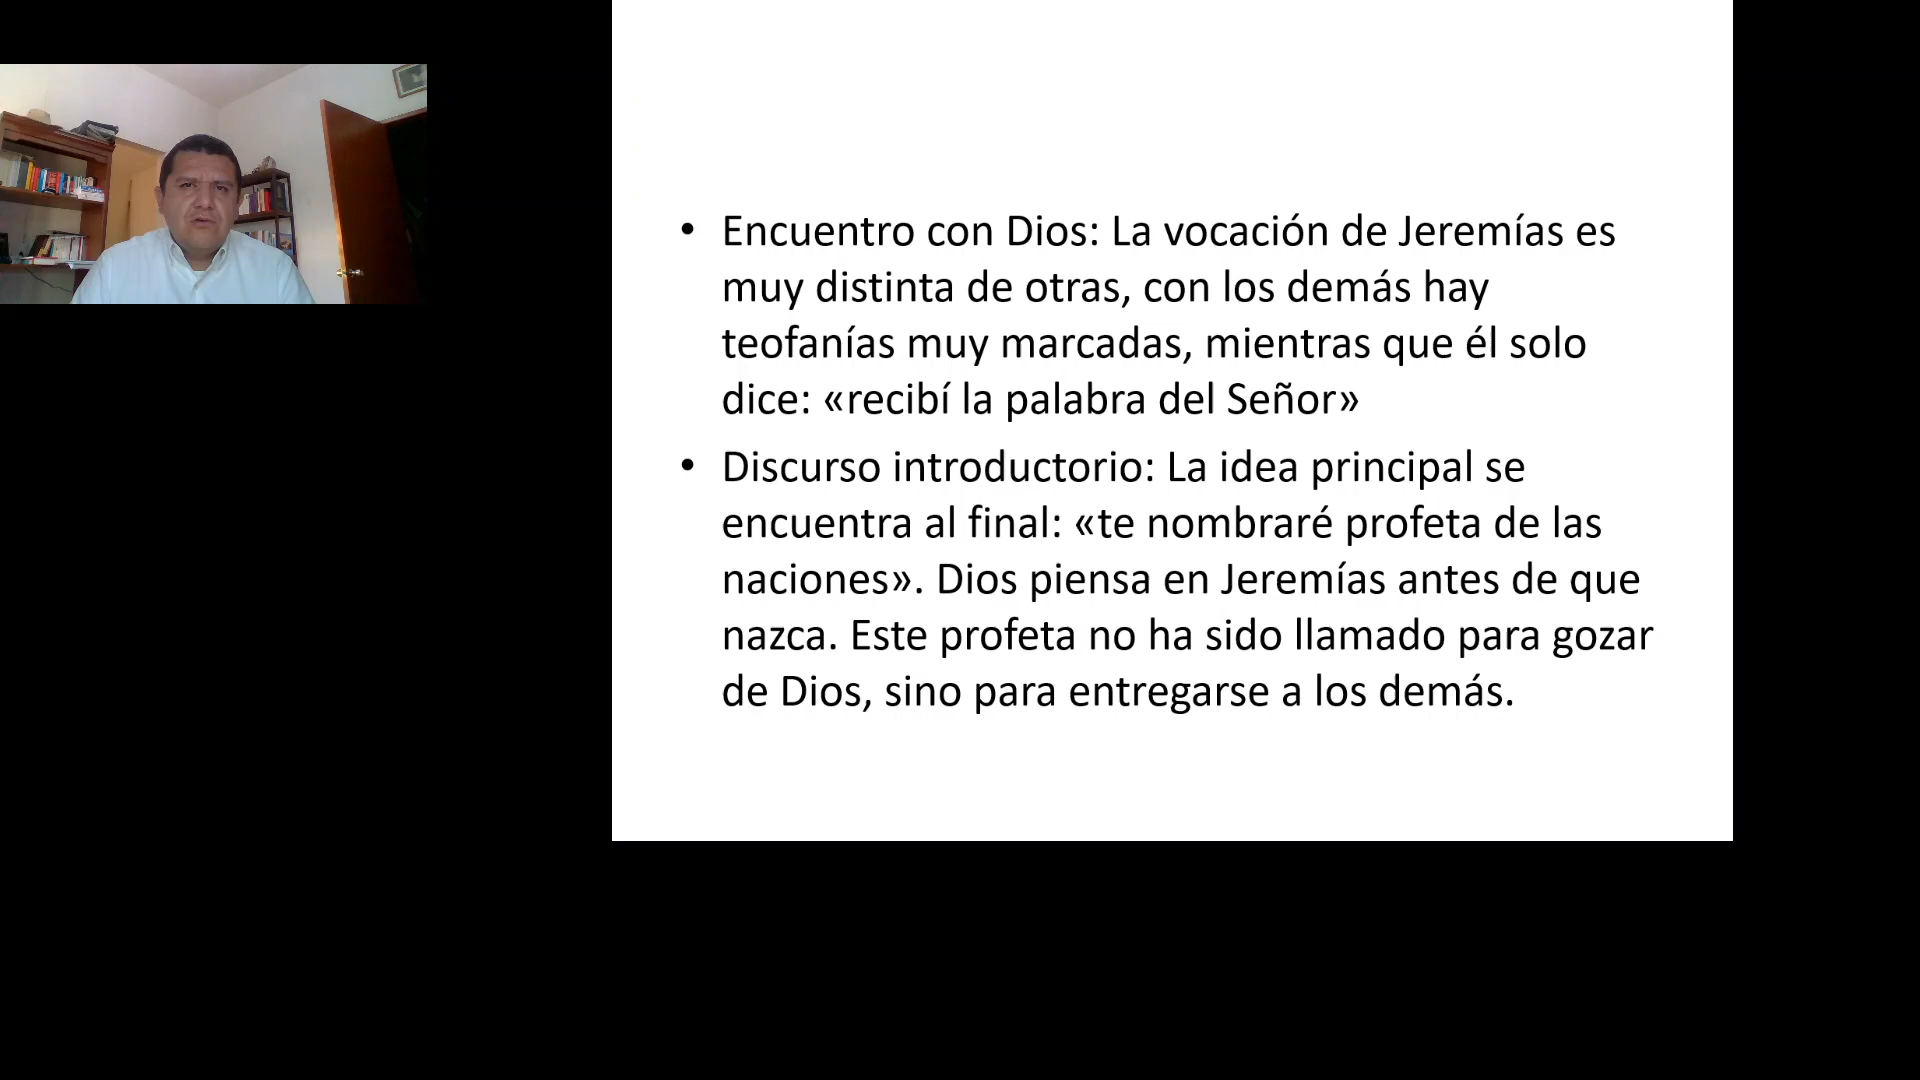 • Encuentro con Dios: La vocación de Jeremías es
muy distinta de otras, con los demás hay
teofanías muy marcadas, mientras que él solo
dice: «recibí la palabra del Señor»
• Discurso introductorio: La idea principal se
encuentra al final: «te nombraré profeta de las
naciones». Dios piensa en Jeremías antes de que
nazca. Este profeta no ha sido llamado para gozar
de Dios, sino para entregarse a los demás.